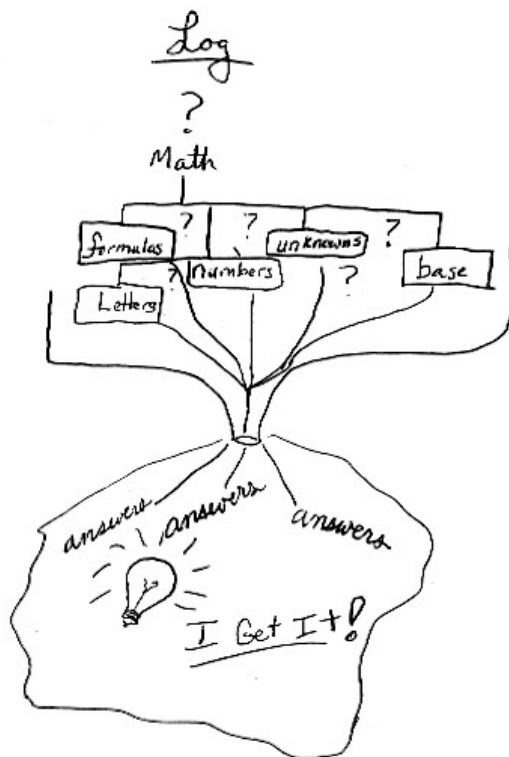 Log
?
Math
? ? ?
formulas unknowns
? numbers ? base
Letters
answers answers answers
I Get It!